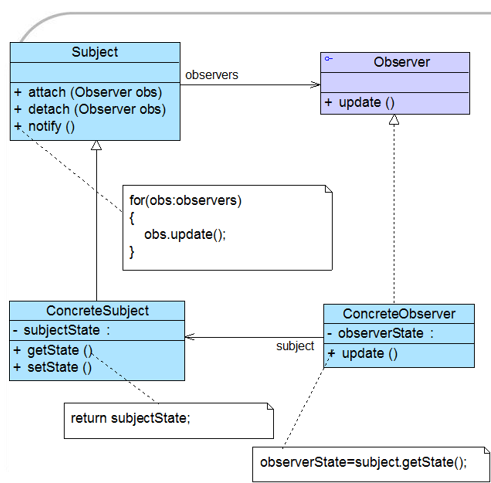 Subject
+ attach (Observer obs)
+ detach (Observer obs)
+ notify ()
observers
Observer
+ update ()
for(obs:observers)
{
obs.update();
}
ConcreteSubject
- subjectState :
+ getState ()
+ setState ()
subject
ConcreteObserver
- observerState :
+ update ()
return subjectState;
observerState=subject.getState();